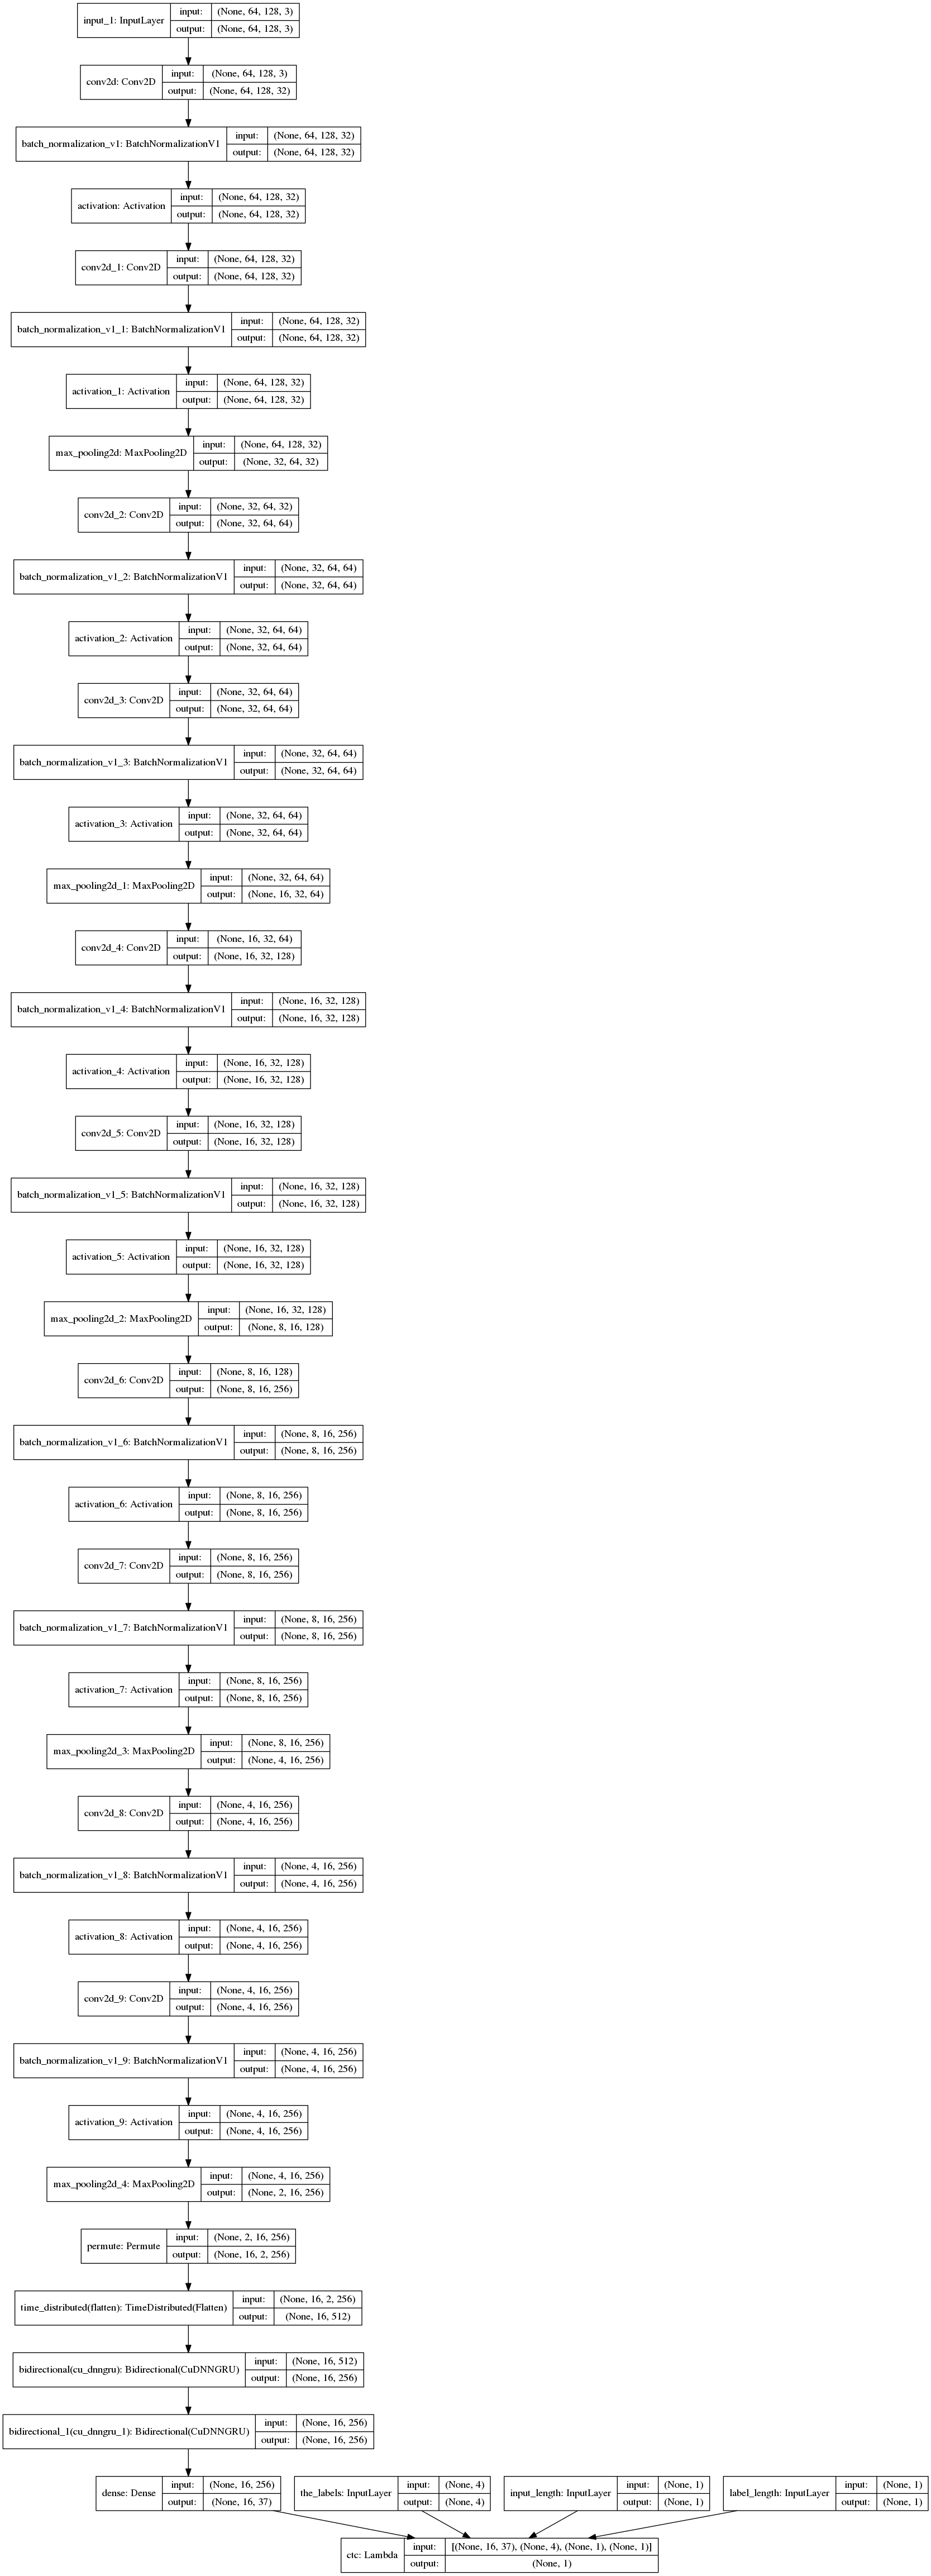 input_1: InputLayer input: (None, 64, 128, 3)
output: (None, 64, 128, 3)
conv2d: Conv2D input: (None, 64, 128, 3)
output: (None, 64, 128, 32)
batch_normalization_v1: BatchNormalizationV1 input: (None, 64, 128, 32)
output: (None, 64, 128, 32)
activation: Activation input: (None, 64, 128, 32)
output: (None, 64, 128, 32)
conv2d_1: Conv2D input: (None, 64, 128, 32)
output: (None, 64, 128, 32)
batch_normalization_v1_1: BatchNormalizationV1 input: (None, 64, 128, 32)
output: (None, 64, 128, 32)
activation_1: Activation input: (None, 64, 128, 32)
output: (None, 64, 128, 32)
max_pooling2d: MaxPooling2D input: (None, 64, 128, 32)
output: (None, 32, 64, 32)
conv2d_2: Conv2D input: (None, 32, 64, 32)
output: (None, 32, 64, 64)
batch_normalization_v1_2: BatchNormalizationV1 input: (None, 32, 64, 64)
output: (None, 32, 64, 64)
activation_2: Activation input: (None, 32, 64, 64)
output: (None, 32, 64, 64)
conv2d_3: Conv2D input: (None, 32, 64, 64)
output: (None, 32, 64, 64)
batch_normalization_v1_3: BatchNormalizationV1 input: (None, 32, 64, 64)
output: (None, 32, 64, 64)
activation_3: Activation input: (None, 32, 64, 64)
output: (None, 32, 64, 64)
max_pooling2d_1: MaxPooling2D input: (None, 32, 64, 64)
output: (None, 16, 32, 64)
conv2d_4: Conv2D input: (None, 16, 32, 64)
output: (None, 16, 32, 128)
batch_normalization_v1_4: BatchNormalizationV1 input: (None, 16, 32, 128)
output: (None, 16, 32, 128)
activation_4: Activation input: (None, 16, 32, 128)
output: (None, 16, 32, 128)
conv2d_5: Conv2D input: (None, 16, 32, 128)
output: (None, 16, 32, 128)
batch_normalization_v1_5: BatchNormalizationV1 input: (None, 16, 32, 128)
output: (None, 16, 32, 128)
activation_5: Activation input: (None, 16, 32, 128)
output: (None, 16, 32, 128)
max_pooling2d_2: MaxPooling2D input: (None, 16, 32, 128)
output: (None, 8, 16, 128)
conv2d_6: Conv2D input: (None, 8, 16, 128)
output: (None, 8, 16, 256)
batch_normalization_v1_6: BatchNormalizationV1 input: (None, 8, 16, 256)
output: (None, 8, 16, 256)
activation_6: Activation input: (None, 8, 16, 256)
output: (None, 8, 16, 256)
conv2d_7: Conv2D input: (None, 8, 16, 256)
output: (None, 8, 16, 256)
batch_normalization_v1_7: BatchNormalizationV1 input: (None, 8, 16, 256)
output: (None, 8, 16, 256)
activation_7: Activation input: (None, 8, 16, 256)
output: (None, 8, 16, 256)
max_pooling2d_3: MaxPooling2D input: (None, 8, 16, 256)
output: (None, 4, 16, 256)
conv2d_8: Conv2D input: (None, 4, 16, 256)
output: (None, 4, 16, 256)
batch_normalization_v1_8: BatchNormalizationV1 input: (None, 4, 16, 256)
output: (None, 4, 16, 256)
activation_8: Activation input: (None, 4, 16, 256)
output: (None, 4, 16, 256)
conv2d_9: Conv2D input: (None, 4, 16, 256)
output: (None, 4, 16, 256)
batch_normalization_v1_9: BatchNormalizationV1 input: (None, 4, 16, 256)
output: (None, 4, 16, 256)
activation_9: Activation input: (None, 4, 16, 256)
output: (None, 4, 16, 256)
max_pooling2d_4: MaxPooling2D input: (None, 4, 16, 256)
output: (None, 2, 16, 256)
permute: Permute input: (None, 2, 16, 256)
output: (None, 16, 2, 256)
time_distributed(flatten): TimeDistributed(Flatten) input: (None, 16, 2, 256)
output: (None, 16, 512)
bidirectional(cu_dnngru): Bidirectional(CuDNNGRU) input: (None, 16, 512)
output: (None, 16, 256)
bidirectional_1(cu_dnngru_1): Bidirectional(CuDNNGRU) input: (None, 16, 256)
output: (None, 16, 256)
dense: Dense input: (None, 16, 256)
output: (None, 16, 37)
the_labels: InputLayer input: (None, 4)
output: (None, 4)
input_length: InputLayer input: (None, 1)
output: (None, 1)
label_length: InputLayer input: (None, 1)
output: (None, 1)
ctc: Lambda input: [(None, 16, 37), (None, 4), (None, 1), (None, 1)]
output: (None, 1)